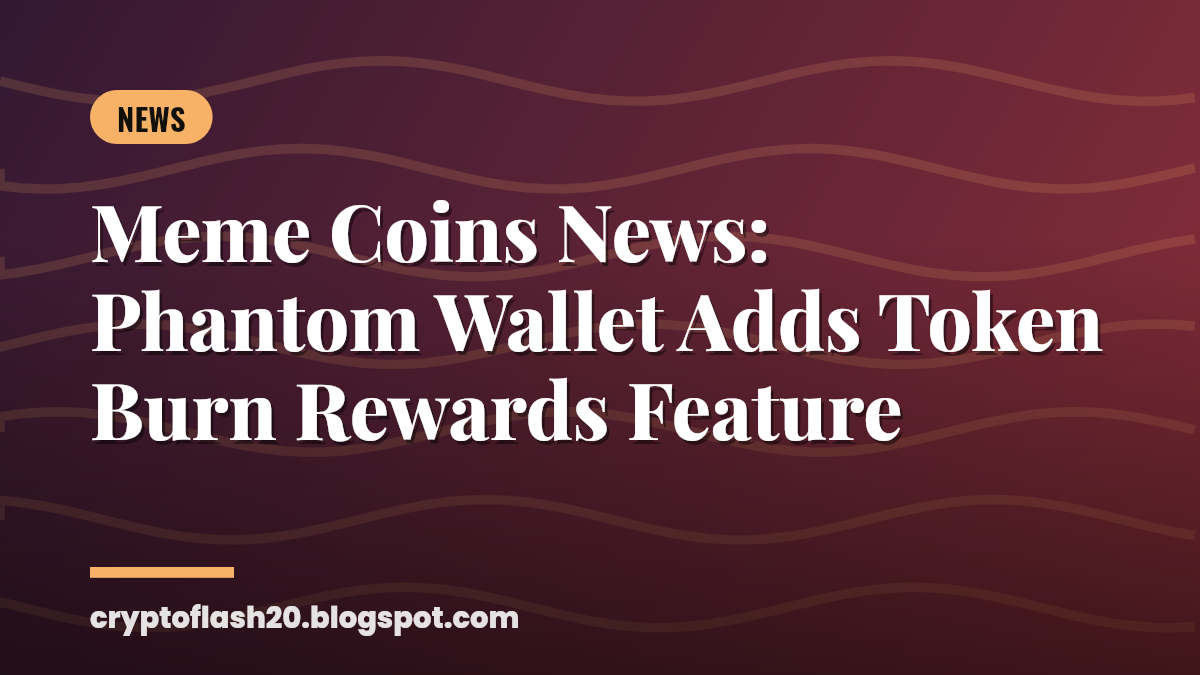 NEWS
Meme Coins News:
Phantom Wallet Adds Token
Burn Rewards Feature
cryptoflash20.blogspot.com